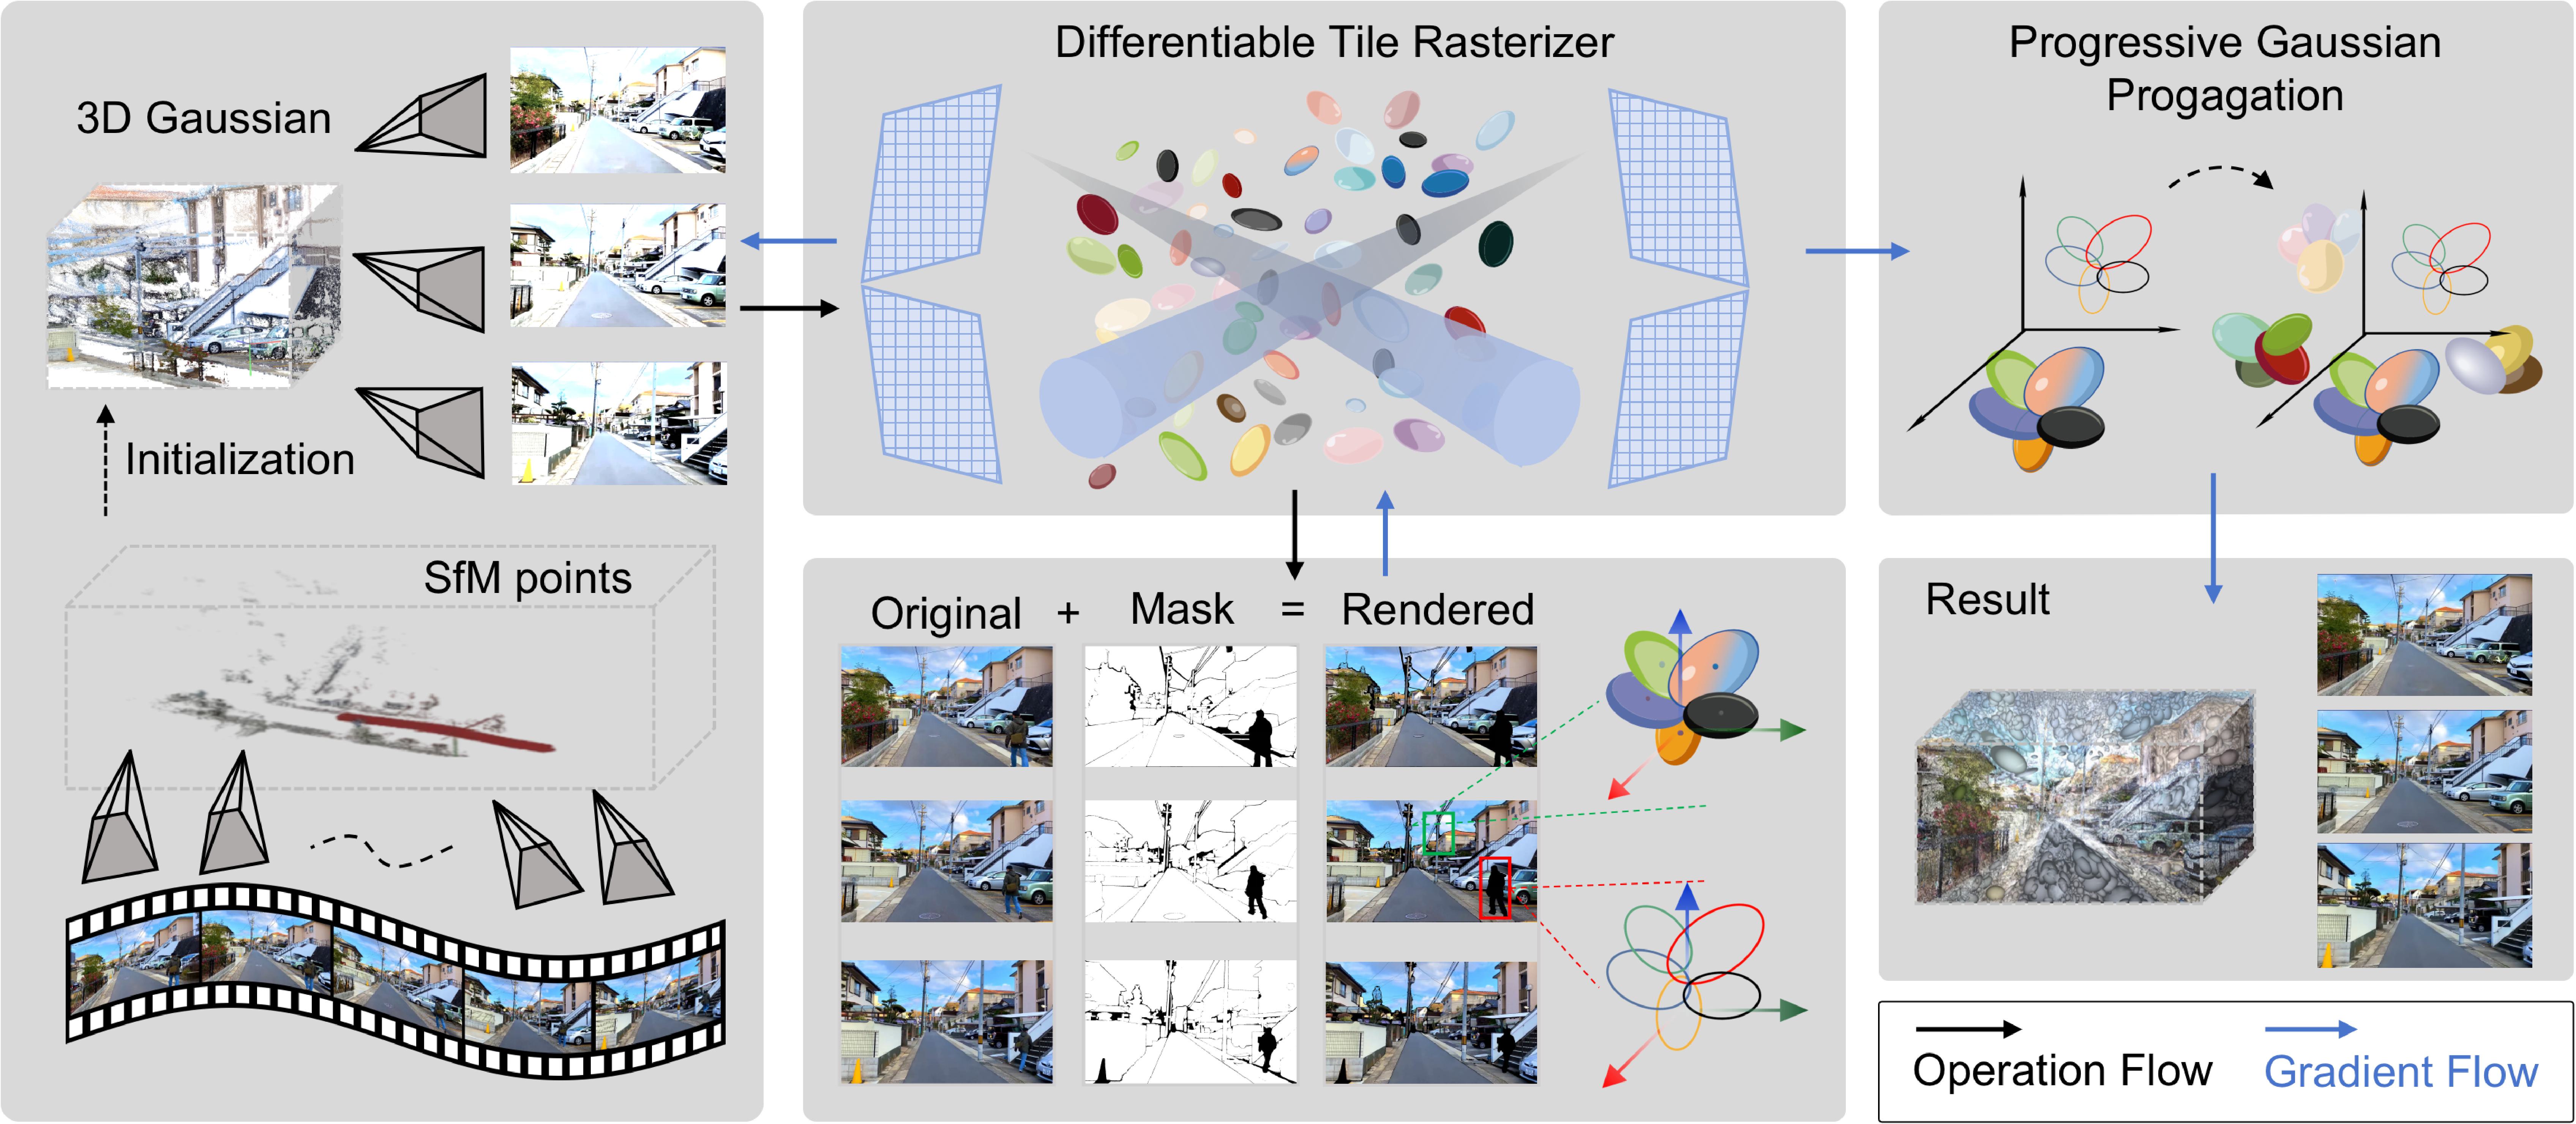 3D Gaussian
Initialization
SfM points
Differentiable Tile Rasterizer
Original + Mask = Rendered
Progressive Gaussian
Progagation
Result
Operation Flow
Gradient Flow